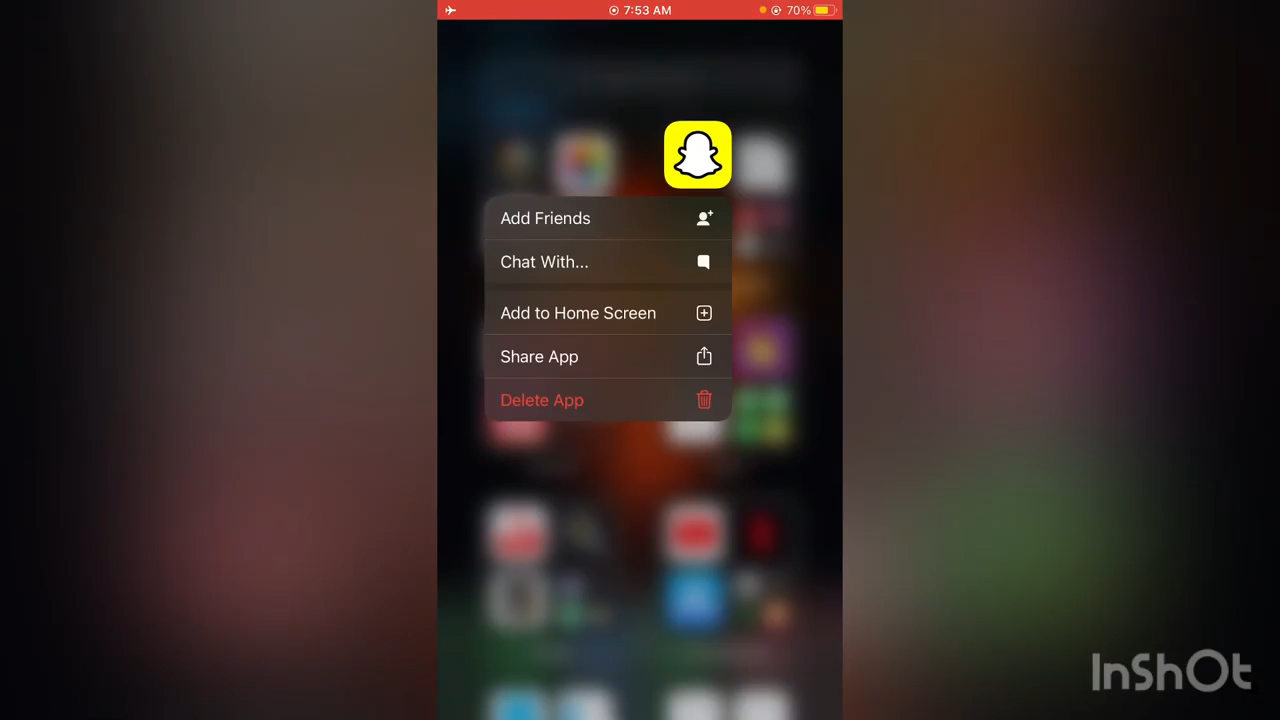 7:53 AM
70%
Add Friends
Chat With...
Add to Home Screen
Share App
Delete App
InShOt